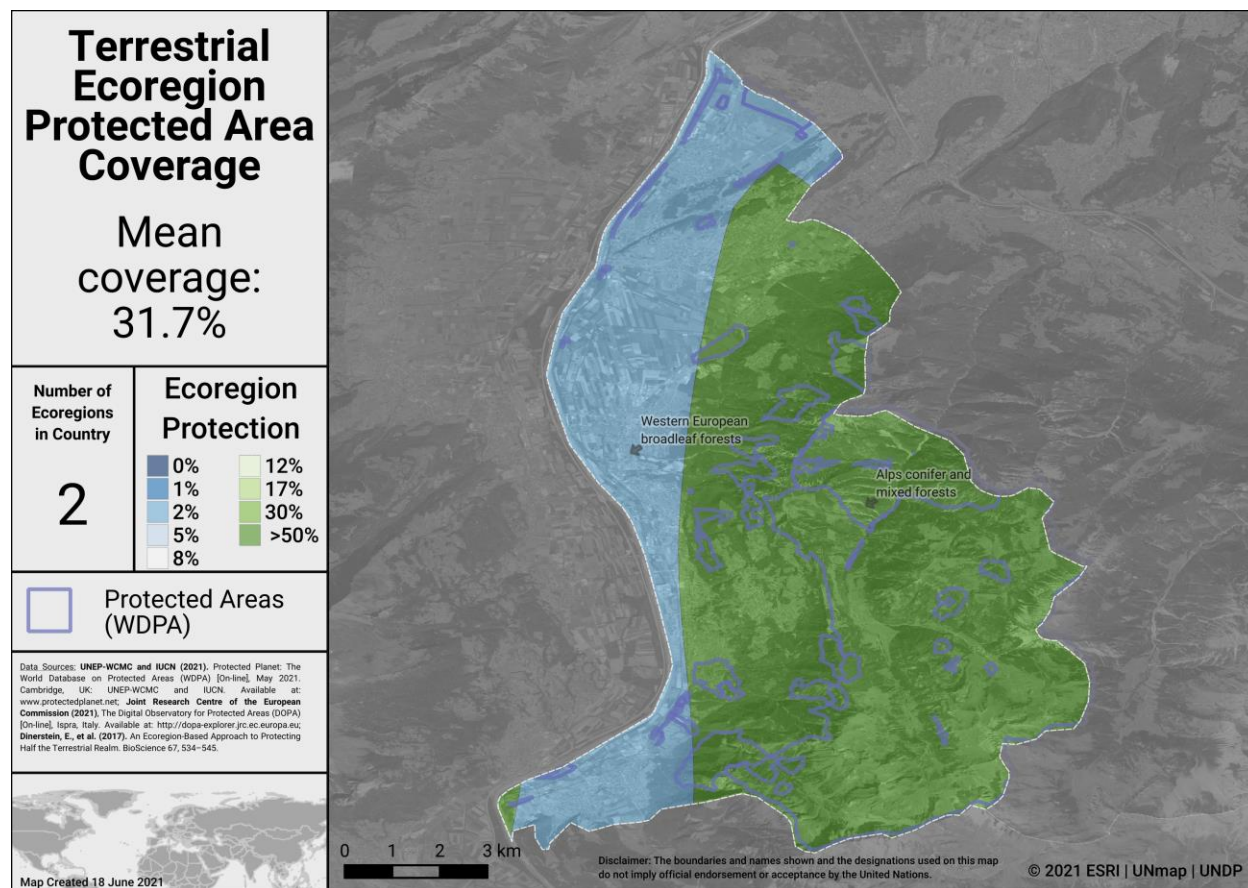 Terrestrial
Ecoregion
Protected Area
Coverage
Mean
coverage:
31.7%
Number of
Ecoregions
in Country
2
Ecoregion
Protection
0%
1%
2%
5%
8%
12%
17%
30%
>50%
Protected Areas
(WDPA)
Data Sources: UNEP-WCMC and IUCN (2021). Protected Planet: The
World Database on Protected Areas (WDPA) [On-line], May 2021.
Cambridge, UK: UNEP-WCMC and IUCN. Available at:
www.protectedplanet.net; Joint Research Centre of the European
Commission (2021), The Digital Observatory for Protected Areas (DOPA)
[On-line], Ispra, Italy. Available at: http://dopa-explorer.jrc.ec.europa.eu;
Dinerstein, E., et al. (2017). An Ecoregion-Based Approach to Protecting
Half the Terrestrial Realm. BioScience 67, 534–545.
Map Created 18 June 2021
Western European
broadleaf forests
Alps conifer and
mixed forests
0 1 2 3 km
Disclaimer: The boundaries and names shown and the designations used on this map
do not imply official endorsement or acceptance by the United Nations.
© 2021 ESRI | UNmap | UNDP